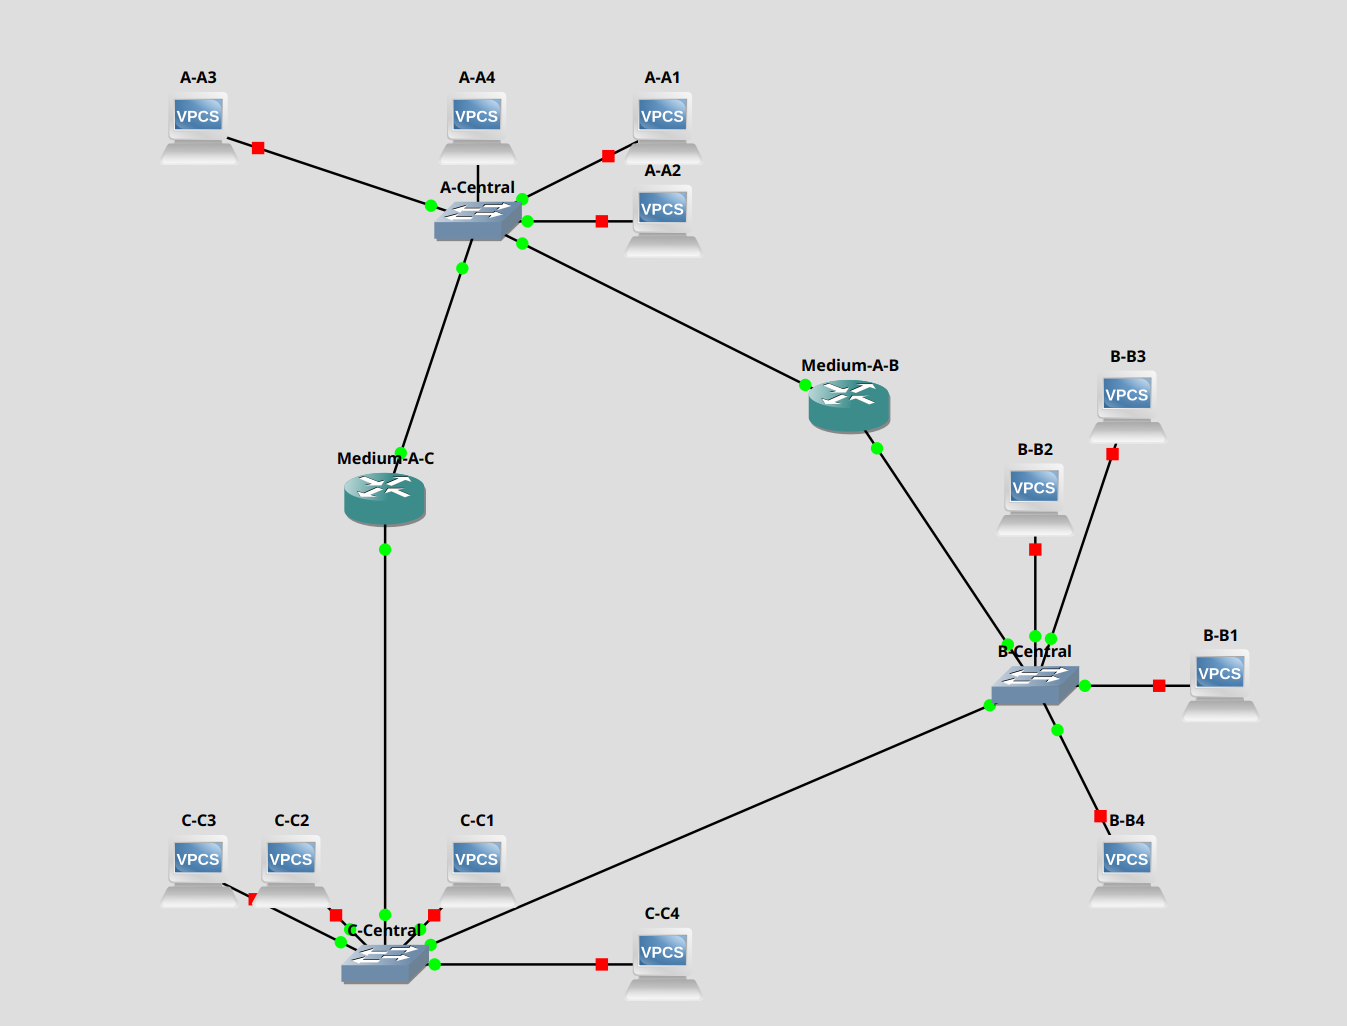 A-A3
A-A4
A-A1
VPCS
VPCS
VPCS
A-A2
A-Central
VPCS
Medium-A-B
B-B3
VPCS
B-B2
Medium-A-C
VPCS
B-B1
B-Central
VPCS
C-C3
C-C2
C-C1
B-B4
VPCS
VPCS
VPCS
VPCS
C-C4
C-Central
VPCS